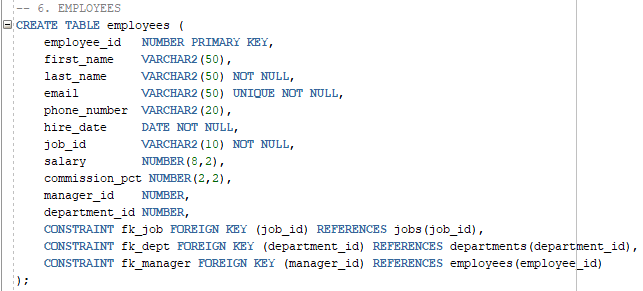 -- 6. EMPLOYEES
CREATE TABLE employees (
    employee_id   NUMBER PRIMARY KEY,
    first_name    VARCHAR2(50),
    last_name     VARCHAR2(50) NOT NULL,
    email         VARCHAR2(50) UNIQUE NOT NULL,
    phone_number  VARCHAR2(20),
    hire_date     DATE NOT NULL,
    job_id        VARCHAR2(10) NOT NULL,
    salary        NUMBER(8,2),
    commission_pct NUMBER(2,2),
    manager_id    NUMBER,
    department_id NUMBER,
    CONSTRAINT fk_job FOREIGN KEY (job_id) REFERENCES jobs(job_id),
    CONSTRAINT fk_dept FOREIGN KEY (department_id) REFERENCES departments(department_id),
    CONSTRAINT fk_manager FOREIGN KEY (manager_id) REFERENCES employees(employee_id)
);